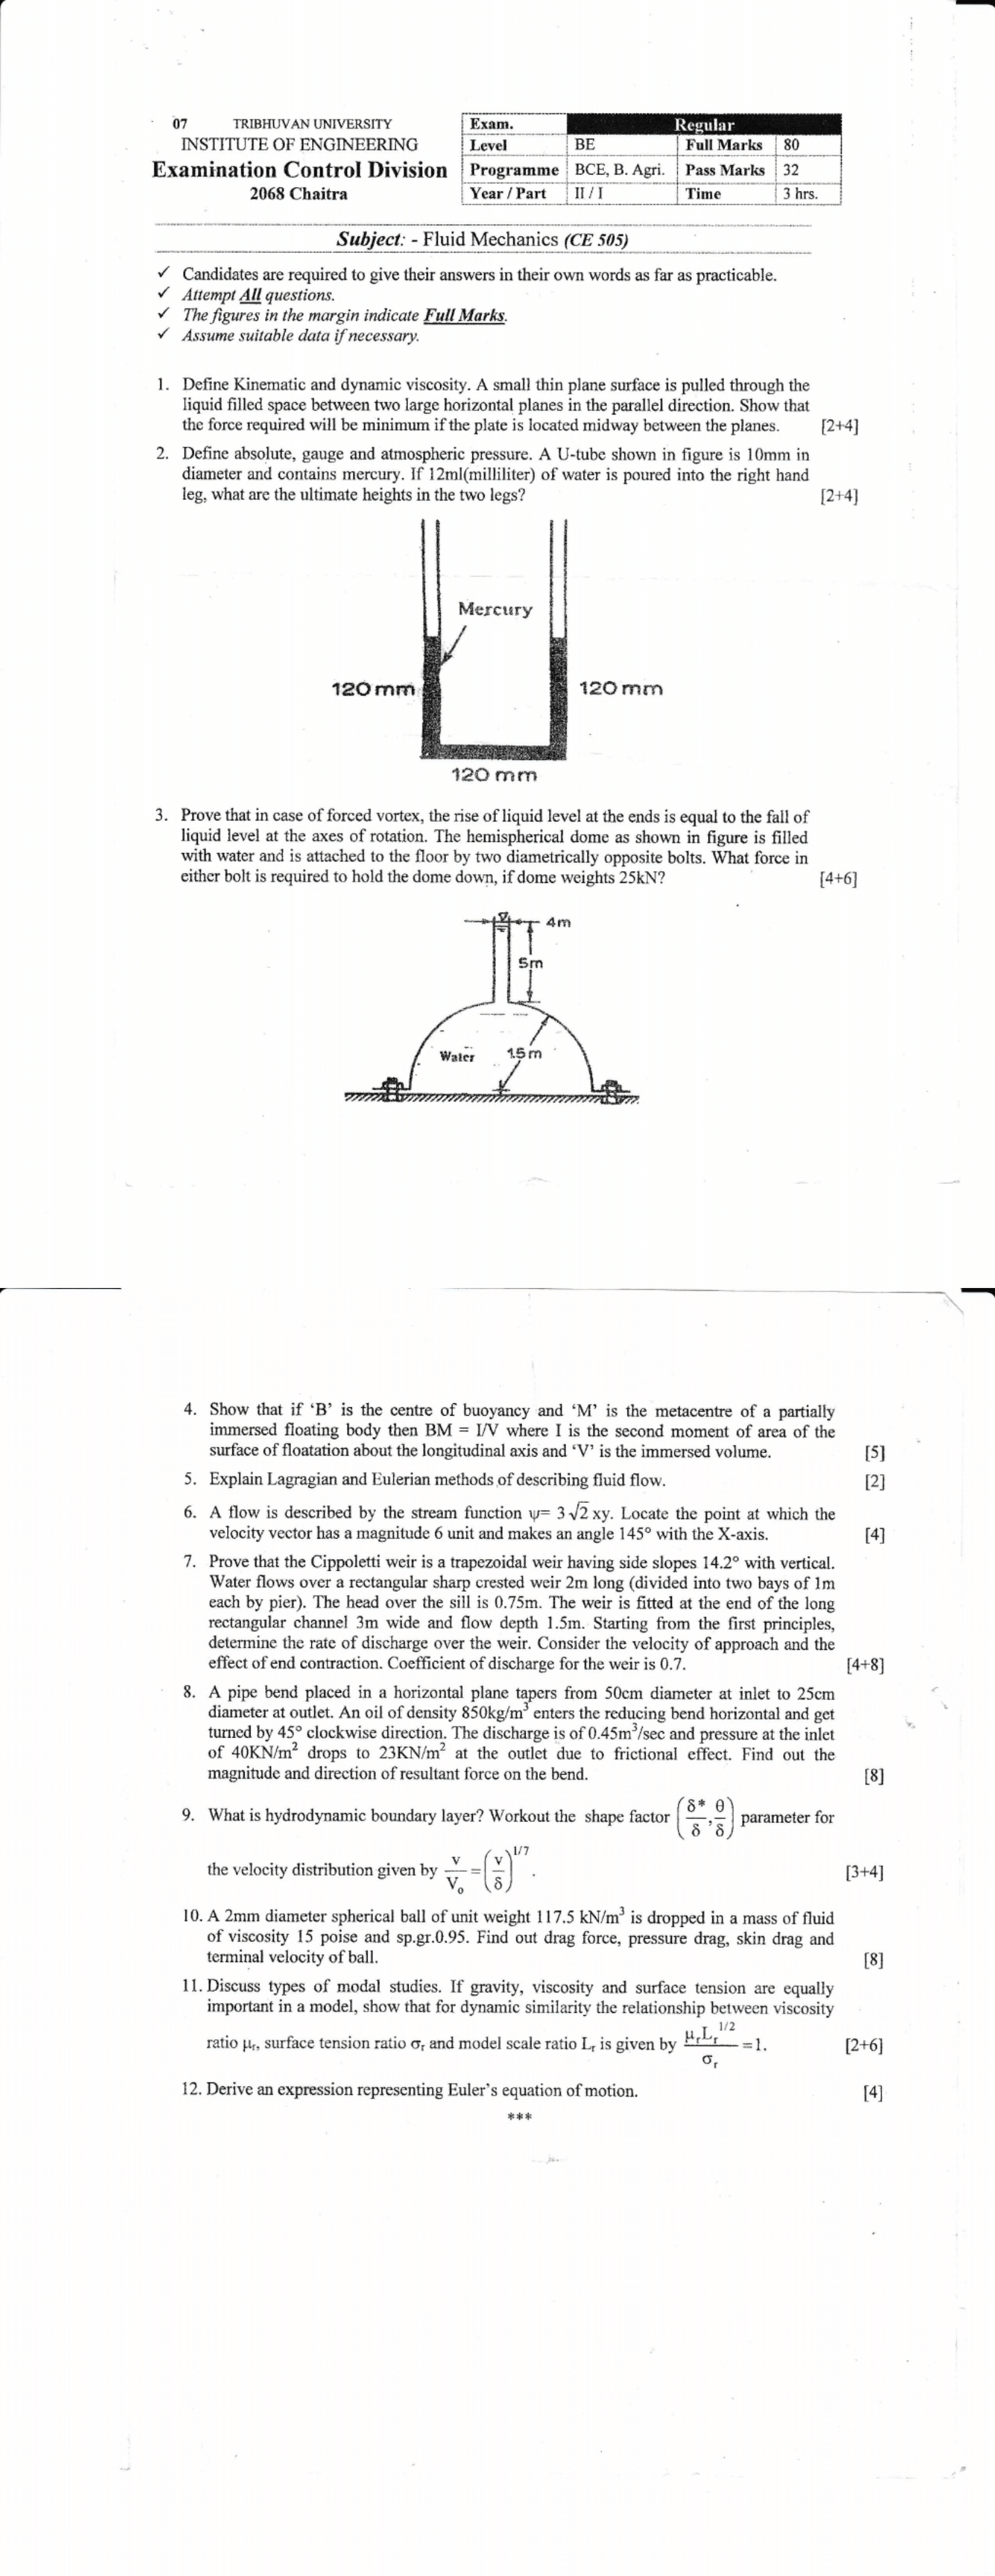 07 TRIBHUVAN UNIVERSITY
INSTITUTE OF ENGINEERING
Examination Control Division
2068 Chaitra
Exam. Regular
Level BE Full Marks 80
Programme BCE, B. Agri. Pass Marks 32
Year / Part II / I Time 3 hrs.
Subject: - Fluid Mechanics (CE 505)
✓ Candidates are required to give their answers in their own words as far as practicable.
✓ Attempt All questions.
✓ The figures in the margin indicate Full Marks.
✓ Assume suitable data if necessary.
1. Define Kinematic and dynamic viscosity. A small thin plane surface is pulled through the
liquid filled space between two large horizontal planes in the parallel direction. Show that
the force required will be minimum if the plate is located midway between the planes. [2+4]
2. Define absolute, gauge and atmospheric pressure. A U-tube shown in figure is 10mm in
diameter and contains mercury. If 12ml(milliliter) of water is poured into the right hand
leg, what are the ultimate heights in the two legs? [2+4]
Mercury
120 mm 120 mm
120 mm
3. Prove that in case of forced vortex, the rise of liquid level at the ends is equal to the fall of
liquid level at the axes of rotation. The hemispherical dome as shown in figure is filled
with water and is attached to the floor by two diametrically opposite bolts. What force in
either bolt is required to hold the dome down, if dome weights 25kN? [4+6]
4m
5m
Water 1.5 m
4. Show that if ‘B’ is the centre of buoyancy and ‘M’ is the metacentre of a partially
immersed floating body then BM = I/V where I is the second moment of area of the
surface of floatation about the longitudinal axis and ‘V’ is the immersed volume. [5]
5. Explain Lagragian and Eulerian methods of describing fluid flow. [2]
6. A flow is described by the stream function ψ= 3√2 xy. Locate the point at which the
velocity vector has a magnitude 6 unit and makes an angle 145° with the X-axis. [4]
7. Prove that the Cippoletti weir is a trapezoidal weir having side slopes 14.2° with vertical.
Water flows over a rectangular sharp crested weir 2m long (divided into two bays of 1m
each by pier). The head over the sill is 0.75m. The weir is fitted at the end of the long
rectangular channel 3m wide and flow depth 1.5m. Starting from the first principles,
determine the rate of discharge over the weir. Consider the velocity of approach and the
effect of end contraction. Coefficient of discharge for the weir is 0.7. [4+8]
8. A pipe bend placed in a horizontal plane tapers from 50cm diameter at inlet to 25cm
diameter at outlet. An oil of density 850kg/m³ enters the reducing bend horizontal and get
turned by 45° clockwise direction. The discharge is of 0.45m³/sec and pressure at the inlet
of 40KN/m² drops to 23KN/m² at the outlet due to frictional effect. Find out the
magnitude and direction of resultant force on the bend. [8]
9. What is hydrodynamic boundary layer? Workout the shape factor (δ*/δ, θ/δ) parameter for
the velocity distribution given by v/V₀ = (v/δ)^1/7. [3+4]
10. A 2mm diameter spherical ball of unit weight 117.5 kN/m³ is dropped in a mass of fluid
of viscosity 15 poise and sp.gr.0.95. Find out drag force, pressure drag, skin drag and
terminal velocity of ball. [8]
11. Discuss types of modal studies. If gravity, viscosity and surface tension are equally
important in a model, show that for dynamic similarity the relationship between viscosity
ratio μr, surface tension ratio σr and model scale ratio Lr is given by μrLr^1/2/σr =1. [2+6]
12. Derive an expression representing Euler’s equation of motion. [4]
***